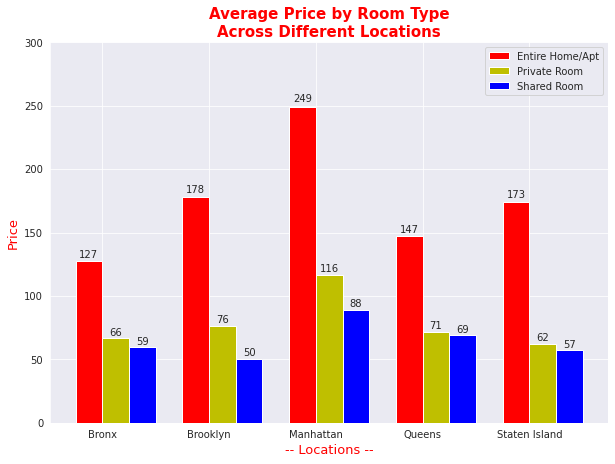 Average Price by Room Type
Across Different Locations
300
250
200
150
100
50
0
Price
Entire Home/Apt
Private Room
Shared Room
127
66
59
178
76
50
249
116
88
147
71
69
173
62
57
Bronx
Brooklyn
Manhattan
Queens
Staten Island
-- Locations --